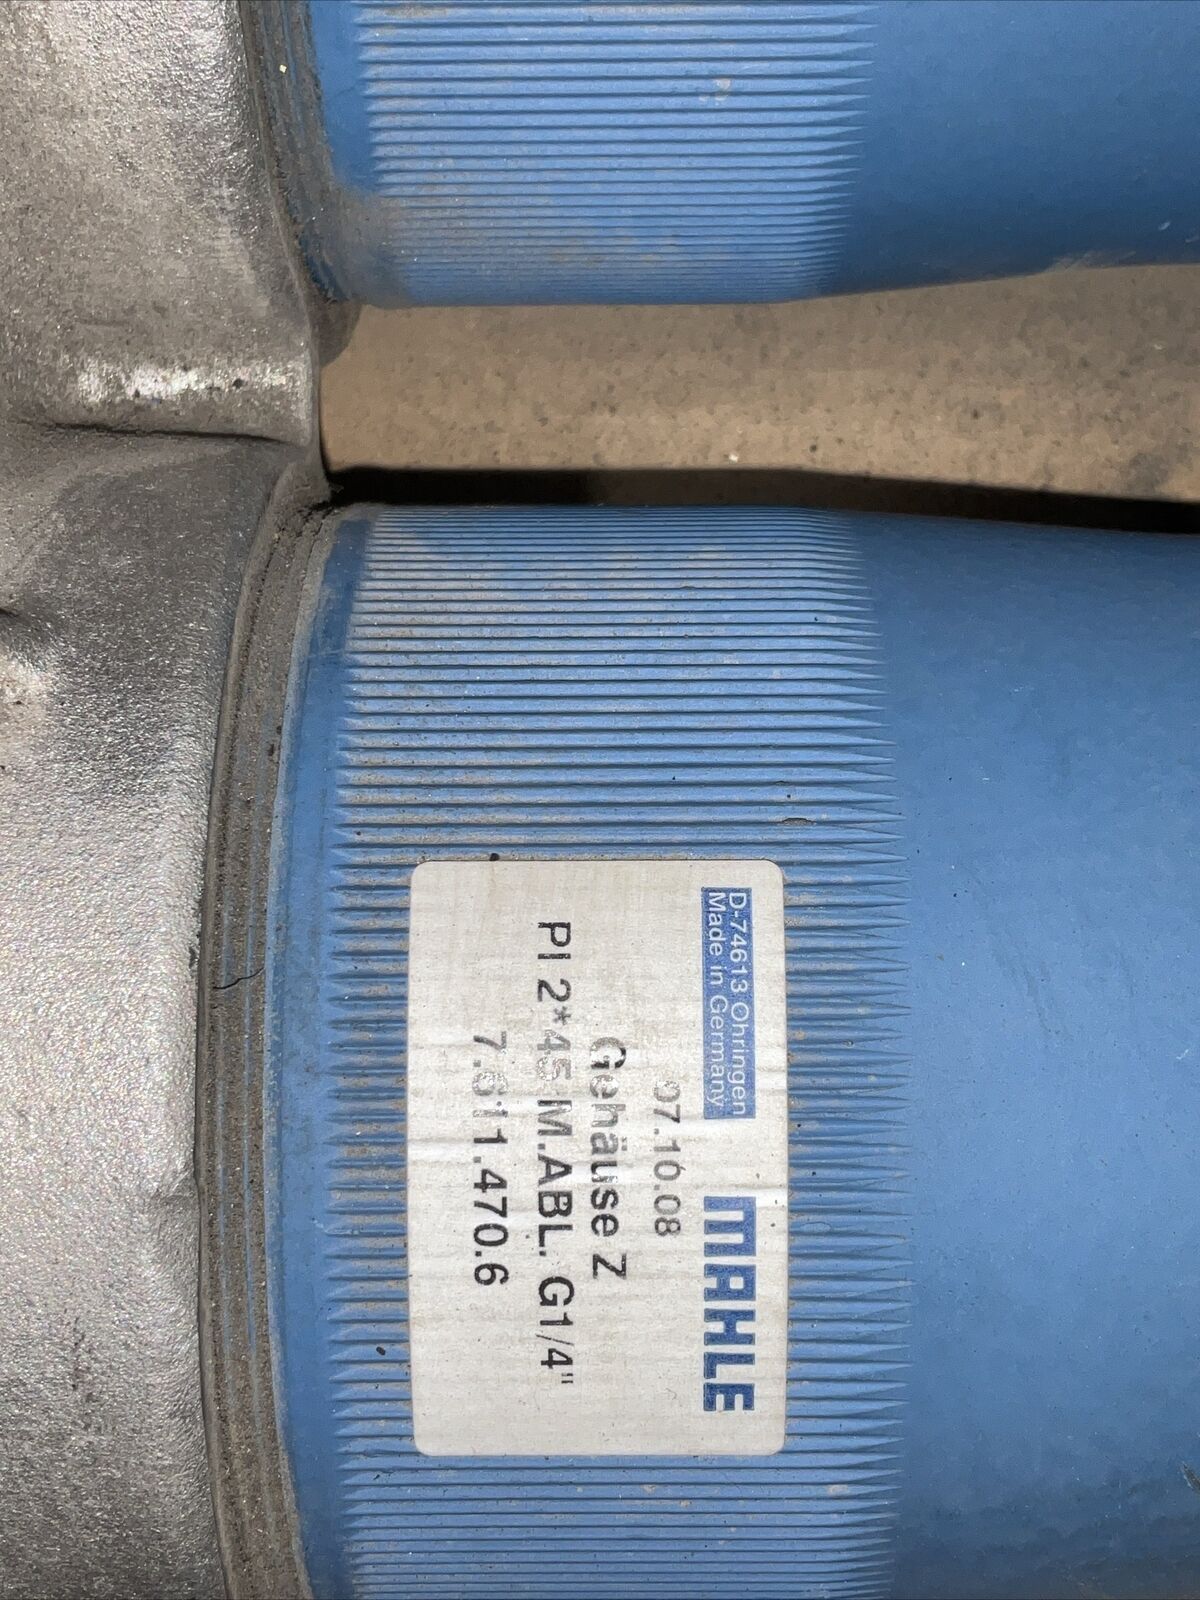 D-74613 Öhringen
Made in Germany
MAHLE
07.10.08
Gehäuse Z
PI 2*45 M.ABL. G1/4"
7.611.470.6